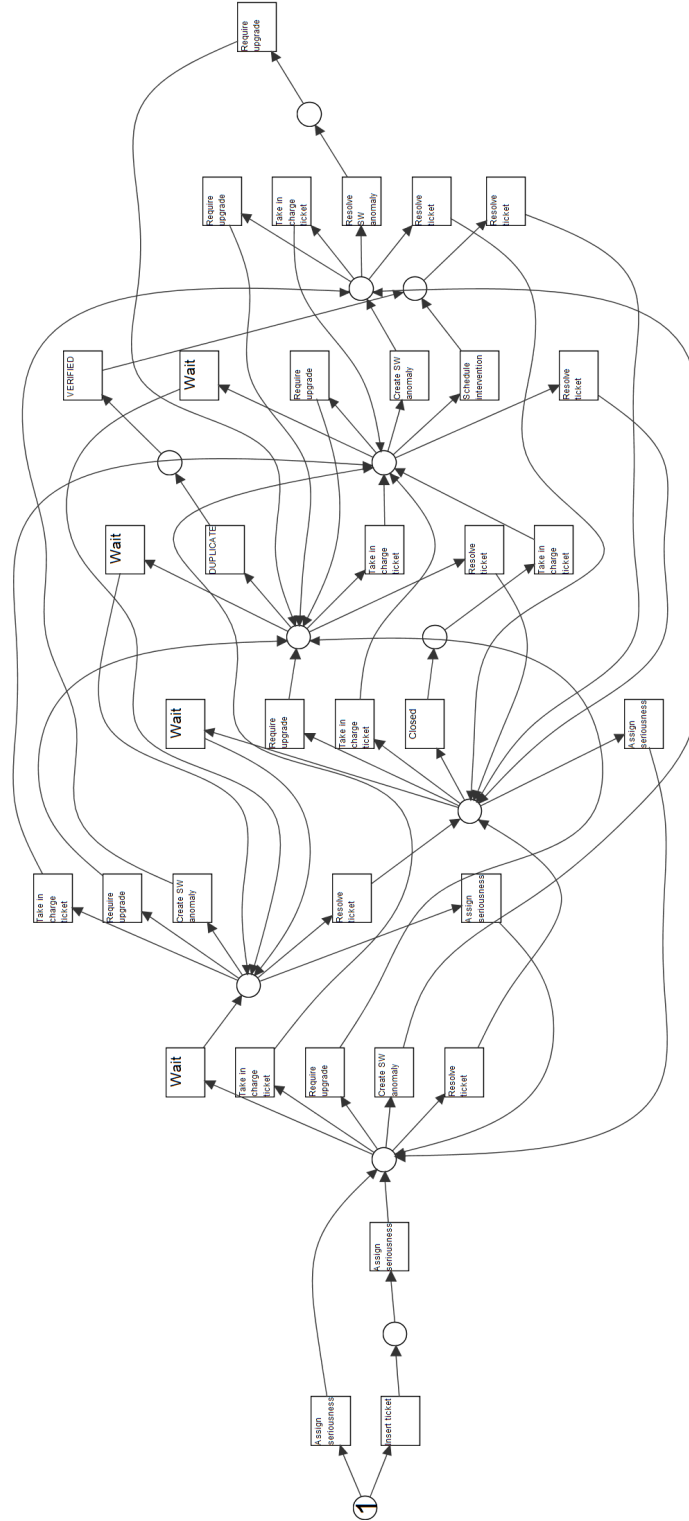 Require
upgrade
Require
upgrade
Take in
charge
ticket
Resolve
SW
anomaly
Resolve
ticket
Resolve
ticket
VERIFIED
Wait
Require
upgrade
Create SW
anomaly
Schedule
intervention
Resolve
ticket
Wait
DUPLICATE
Take in
charge
ticket
Resolve
ticket
Take in
charge
ticket
Wait
Require
upgrade
Take in
charge
ticket
Closed
Assign
seriousness
Take in
charge
ticket
Require
upgrade
Create SW
anomaly
Resolve
ticket
Assign
seriousness
Wait
Take in
charge
ticket
Require
upgrade
Create SW
anomaly
Resolve
ticket
Assign
seriousness
Assign
seriousness
Insert ticket
1